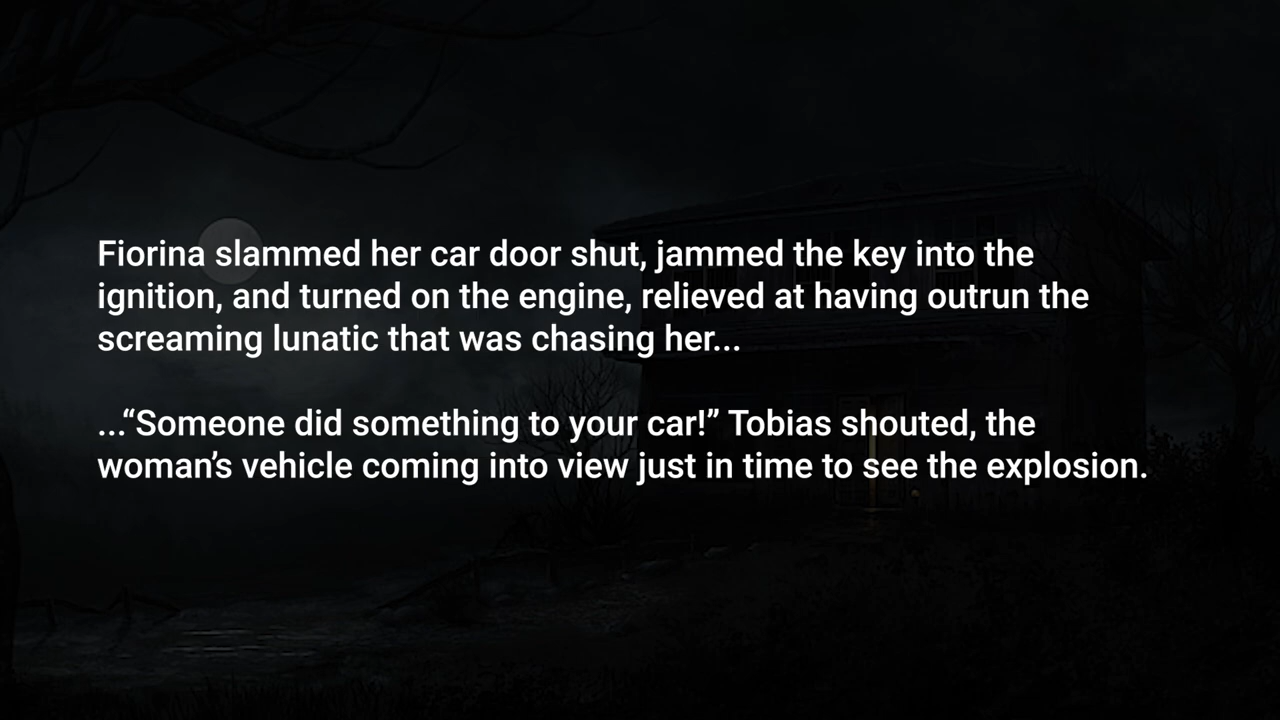 Fiorina slammed her car door shut, jammed the key into the
ignition, and turned on the engine, relieved at having outrun the
screaming lunatic that was chasing her...
...“Someone did something to your car!” Tobias shouted, the
woman’s vehicle coming into view just in time to see the explosion.